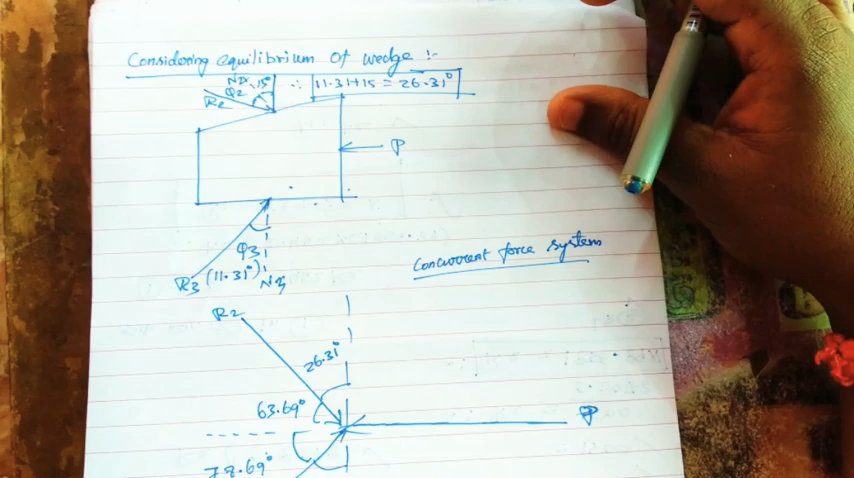 Considering equilibrium of wedge :-
N2 15°
φ2 ∴ 11.31+15 = 26.31°
R2
P
φ3
R3 (11.31°) N3
Concurrent force system
R2
26.31°
63.69°
P
78.69°